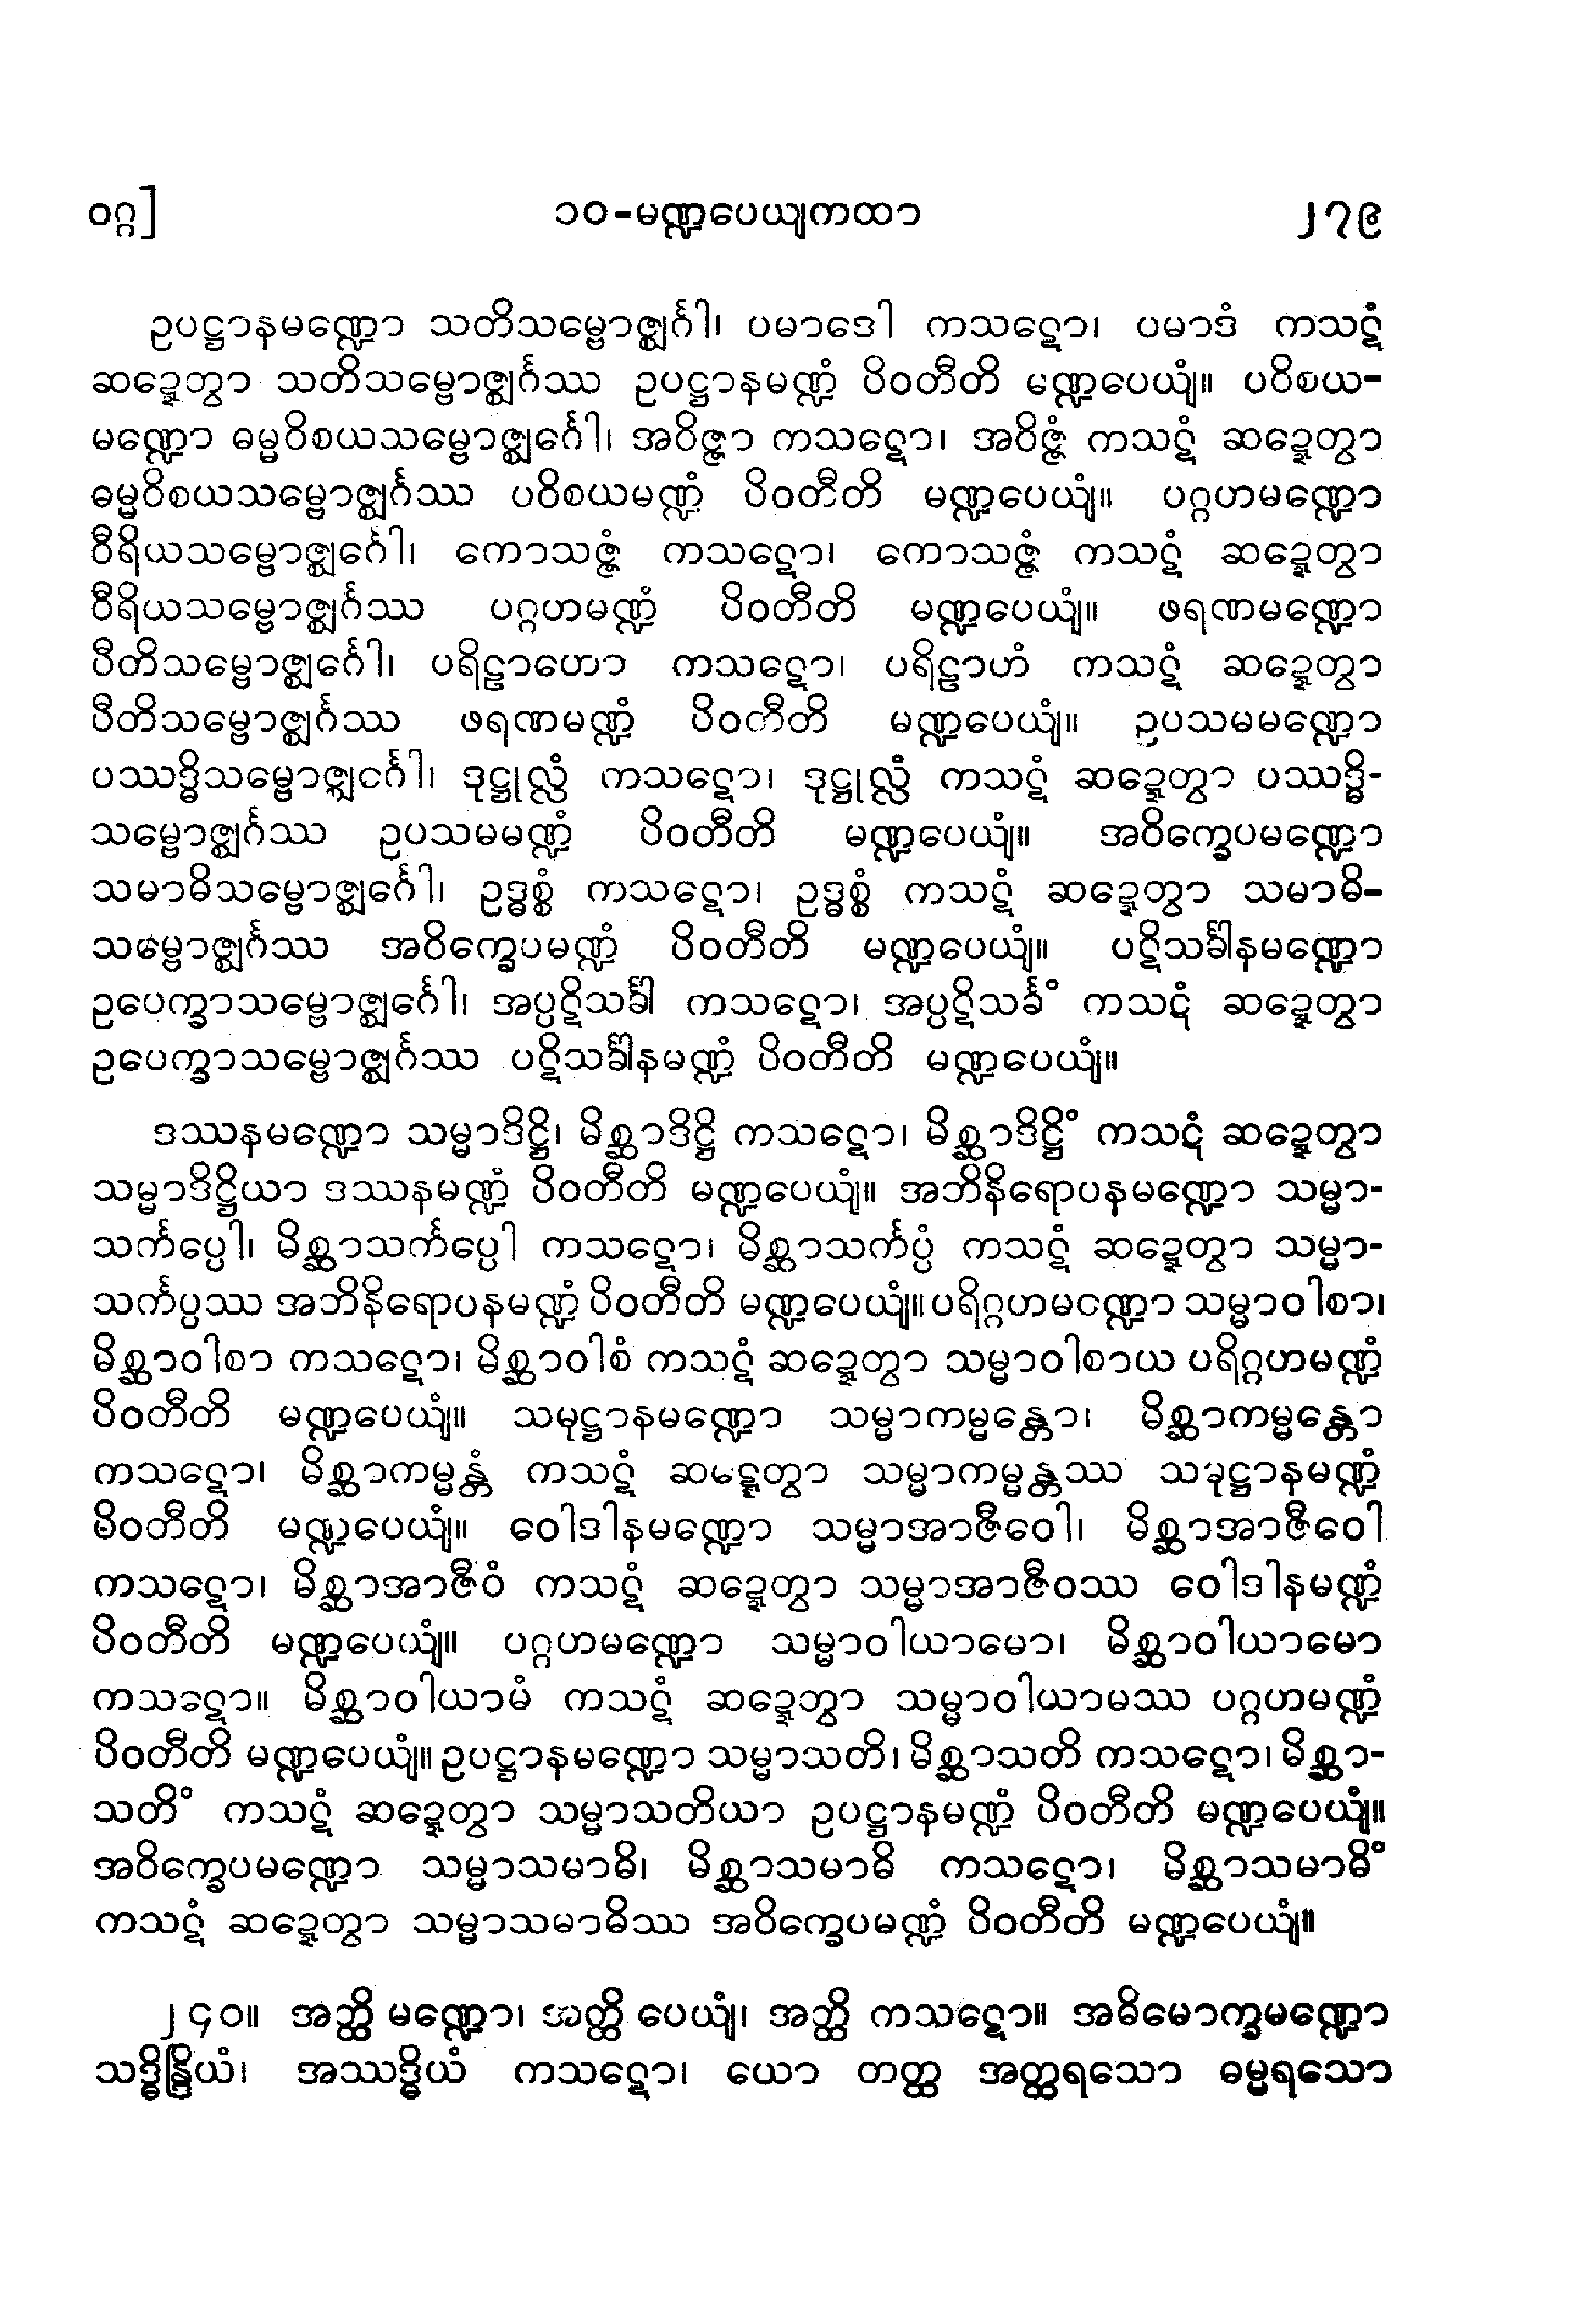 ဝဂ္ဂ] ၁၀-မဏ္ဍပေယျကထာ ၂၇၉
ဥပဋ္ဌာနမဏ္ဍော သတိသမ္ဗောဇ္ဈင်္ဂေါ၊ ပမာဒေါ ကသဋော၊ ပမာဒံ ကသဋံ
ဆဍ္ဍေတွာ သတိသမ္ဗောဇ္ဈင်္ဂဿ ဥပဋ္ဌာနမဏ္ဍံ ပိဝတီတိ မဏ္ဍပေယျံ။ ပဝိစယ-
မဏ္ဍော ဓမ္မဝိစယသမ္ဗောဇ္ဈင်္ဂေါ၊ အဝိဇ္ဇာ ကသဋော၊ အဝိဇ္ဇံ ကသဋံ ဆဍ္ဍေတွာ
ဓမ္မဝိစယသမ္ဗောဇ္ဈင်္ဂဿ ပဝိစယမဏ္ဍံ ပိဝတီတိ မဏ္ဍပေယျံ။ ပဂ္ဂဟမဏ္ဍော
ဝီရိယသမ္ဗောဇ္ဈင်္ဂေါ၊ ကောသဇ္ဇံ ကသဋော၊ ကောသဇ္ဇံ ကသဋံ ဆဍ္ဍေတွာ
ဝီရိယသမ္ဗောဇ္ဈင်္ဂဿ ပဂ္ဂဟမဏ္ဍံ ပိဝတီတိ မဏ္ဍပေယျံ။ ဖရဏမဏ္ဍော
ပီတိသမ္ဗောဇ္ဈင်္ဂေါ၊ ပရိဠာဟော ကသဋော၊ ပရိဠာဟံ ကသဋံ ဆဍ္ဍေတွာ
ပီတိသမ္ဗောဇ္ဈင်္ဂဿ ဖရဏမဏ္ဍံ ပိဝတီတိ မဏ္ဍပေယျံ။ ဥပသမမဏ္ဍော
ပဿဒ္ဓိသမ္ဗောဇ္ဈင်္ဂေါ၊ ဒုဋ္ဌုလ္လံ ကသဋော၊ ဒုဋ္ဌုလ္လံ ကသဋံ ဆဍ္ဍေတွာ ပဿဒ္ဓိ-
သမ္ဗောဇ္ဈင်္ဂဿ ဥပသမမဏ္ဍံ ပိဝတီတိ မဏ္ဍပေယျံ။ အဝိက္ခေပမဏ္ဍော
သမာဓိသမ္ဗောဇ္ဈင်္ဂေါ၊ ဥဒ္ဓစ္စံ ကသဋော၊ ဥဒ္ဓစ္စံ ကသဋံ ဆဍ္ဍေတွာ သမာဓိ-
သမ္ဗောဇ္ဈင်္ဂဿ အဝိက္ခေပမဏ္ဍံ ပိဝတီတိ မဏ္ဍပေယျံ။ ပဋိသင်္ခါနမဏ္ဍော
ဥပေက္ခာသမ္ဗောဇ္ဈင်္ဂေါ၊ အပ္ပဋိသင်္ခါ ကသဋော၊ အပ္ပဋိသင်္ခံ ကသဋံ ဆဍ္ဍေတွာ
ဥပေက္ခာသမ္ဗောဇ္ဈင်္ဂဿ ပဋိသင်္ခါနမဏ္ဍံ ပိဝတီတိ မဏ္ဍပေယျံ။
ဒဿနမဏ္ဍော သမ္မာဒိဋ္ဌိ၊ မိစ္ဆာဒိဋ္ဌိ ကသဋော၊ မိစ္ဆာဒိဋ္ဌိံ ကသဋံ ဆဍ္ဍေတွာ
သမ္မာဒိဋ္ဌိယာ ဒဿနမဏ္ဍံ ပိဝတီတိ မဏ္ဍပေယျံ။ အဘိနိရောပနမဏ္ဍော သမ္မာ-
သင်္ကပ္ပေါ၊ မိစ္ဆာသင်္ကပ္ပေါ ကသဋော၊ မိစ္ဆာသင်္ကပ္ပံ ကသဋံ ဆဍ္ဍေတွာ သမ္မာ-
သင်္ကပ္ပဿ အဘိနိရောပနမဏ္ဍံ ပိဝတီတိ မဏ္ဍပေယျံ။ ပရိဂ္ဂဟမဏ္ဍော သမ္မာဝါစာ၊
မိစ္ဆာဝါစာ ကသဋော၊ မိစ္ဆာဝါစံ ကသဋံ ဆဍ္ဍေတွာ သမ္မာဝါစာယ ပရိဂ္ဂဟမဏ္ဍံ
ပိဝတီတိ မဏ္ဍပေယျံ။ သမုဋ္ဌာနမဏ္ဍော သမ္မာကမ္မန္တော၊ မိစ္ဆာကမ္မန္တော
ကသဋော၊ မိစ္ဆာကမ္မန္တံ ကသဋံ ဆဍ္ဍေတွာ သမ္မာကမ္မန္တဿ သမုဋ္ဌာနမဏ္ဍံ
ပိဝတီတိ မဏ္ဍပေယျံ။ ဝေါဒါနမဏ္ဍော သမ္မာအာဇီဝေါ၊ မိစ္ဆာအာဇီဝေါ
ကသဋော၊ မိစ္ဆာအာဇီဝံ ကသဋံ ဆဍ္ဍေတွာ သမ္မာအာဇီဝဿ ဝေါဒါနမဏ္ဍံ
ပိဝတီတိ မဏ္ဍပေယျံ။ ပဂ္ဂဟမဏ္ဍော သမ္မာဝါယာမော၊ မိစ္ဆာဝါယာမော
ကသဋော။ မိစ္ဆာဝါယာမံ ကသဋံ ဆဍ္ဍေတွာ သမ္မာဝါယာမဿ ပဂ္ဂဟမဏ္ဍံ
ပိဝတီတိ မဏ္ဍပေယျံ။ ဥပဋ္ဌာနမဏ္ဍော သမ္မာသတိ၊ မိစ္ဆာသတိ ကသဋော၊ မိစ္ဆာ-
သတိံ ကသဋံ ဆဍ္ဍေတွာ သမ္မာသတိယာ ဥပဋ္ဌာနမဏ္ဍံ ပိဝတီတိ မဏ္ဍပေယျံ။
အဝိက္ခေပမဏ္ဍော သမ္မာသမာဓိ၊ မိစ္ဆာသမာဓိ ကသဋော၊ မိစ္ဆာသမာဓိံ
ကသဋံ ဆဍ္ဍေတွာ သမ္မာသမာဓိဿ အဝိက္ခေပမဏ္ဍံ ပိဝတီတိ မဏ္ဍပေယျံ။
၂၄၀။ အတ္ထိ မဏ္ဍော၊ အတ္ထိ ပေယျံ၊ အတ္ထိ ကသဋော။ အဓိမောက္ခမဏ္ဍော
သဒ္ဓိန္ဒြိယံ၊ အဿဒ္ဓိယံ ကသဋော၊ ယော တတ္ထ အတ္ထရသော ဓမ္မရသော